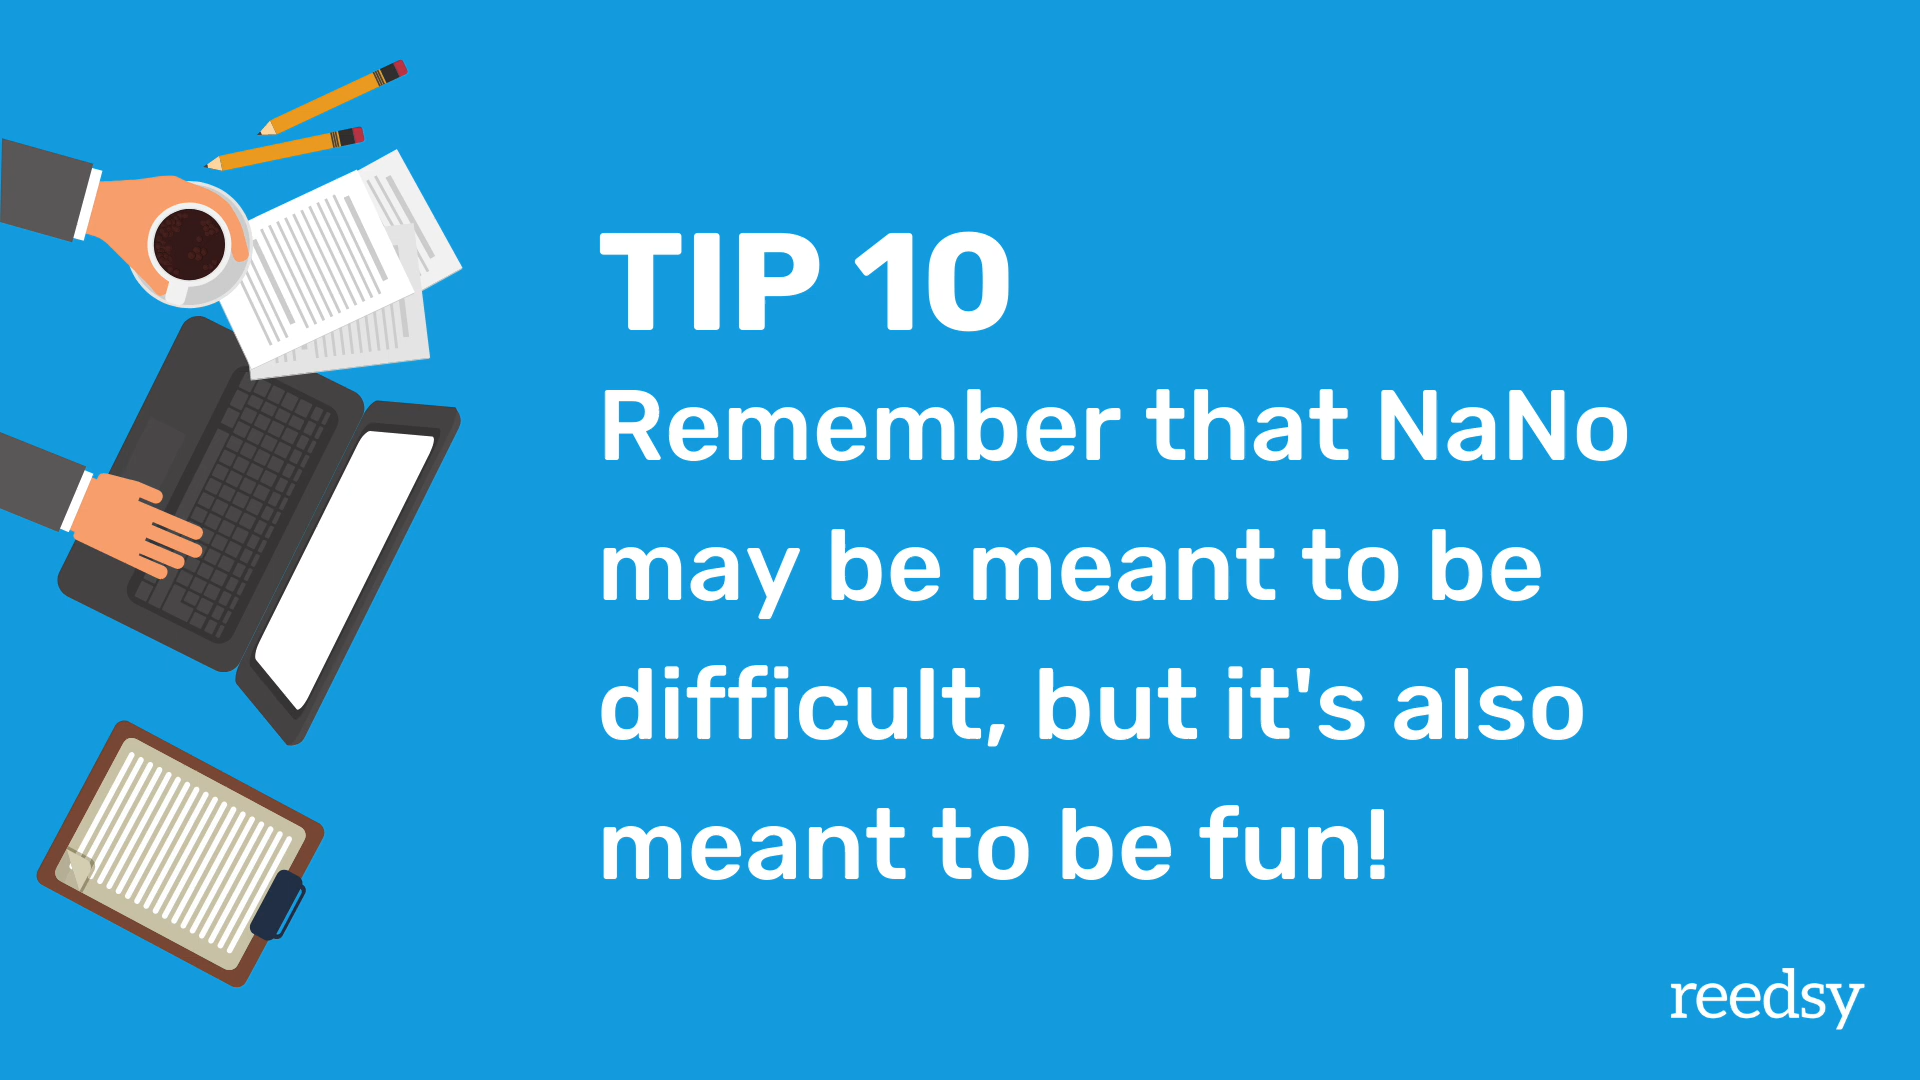 TIP 10
Remember that NaNo
may be meant to be
difficult, but it's also
meant to be fun!
reedsy